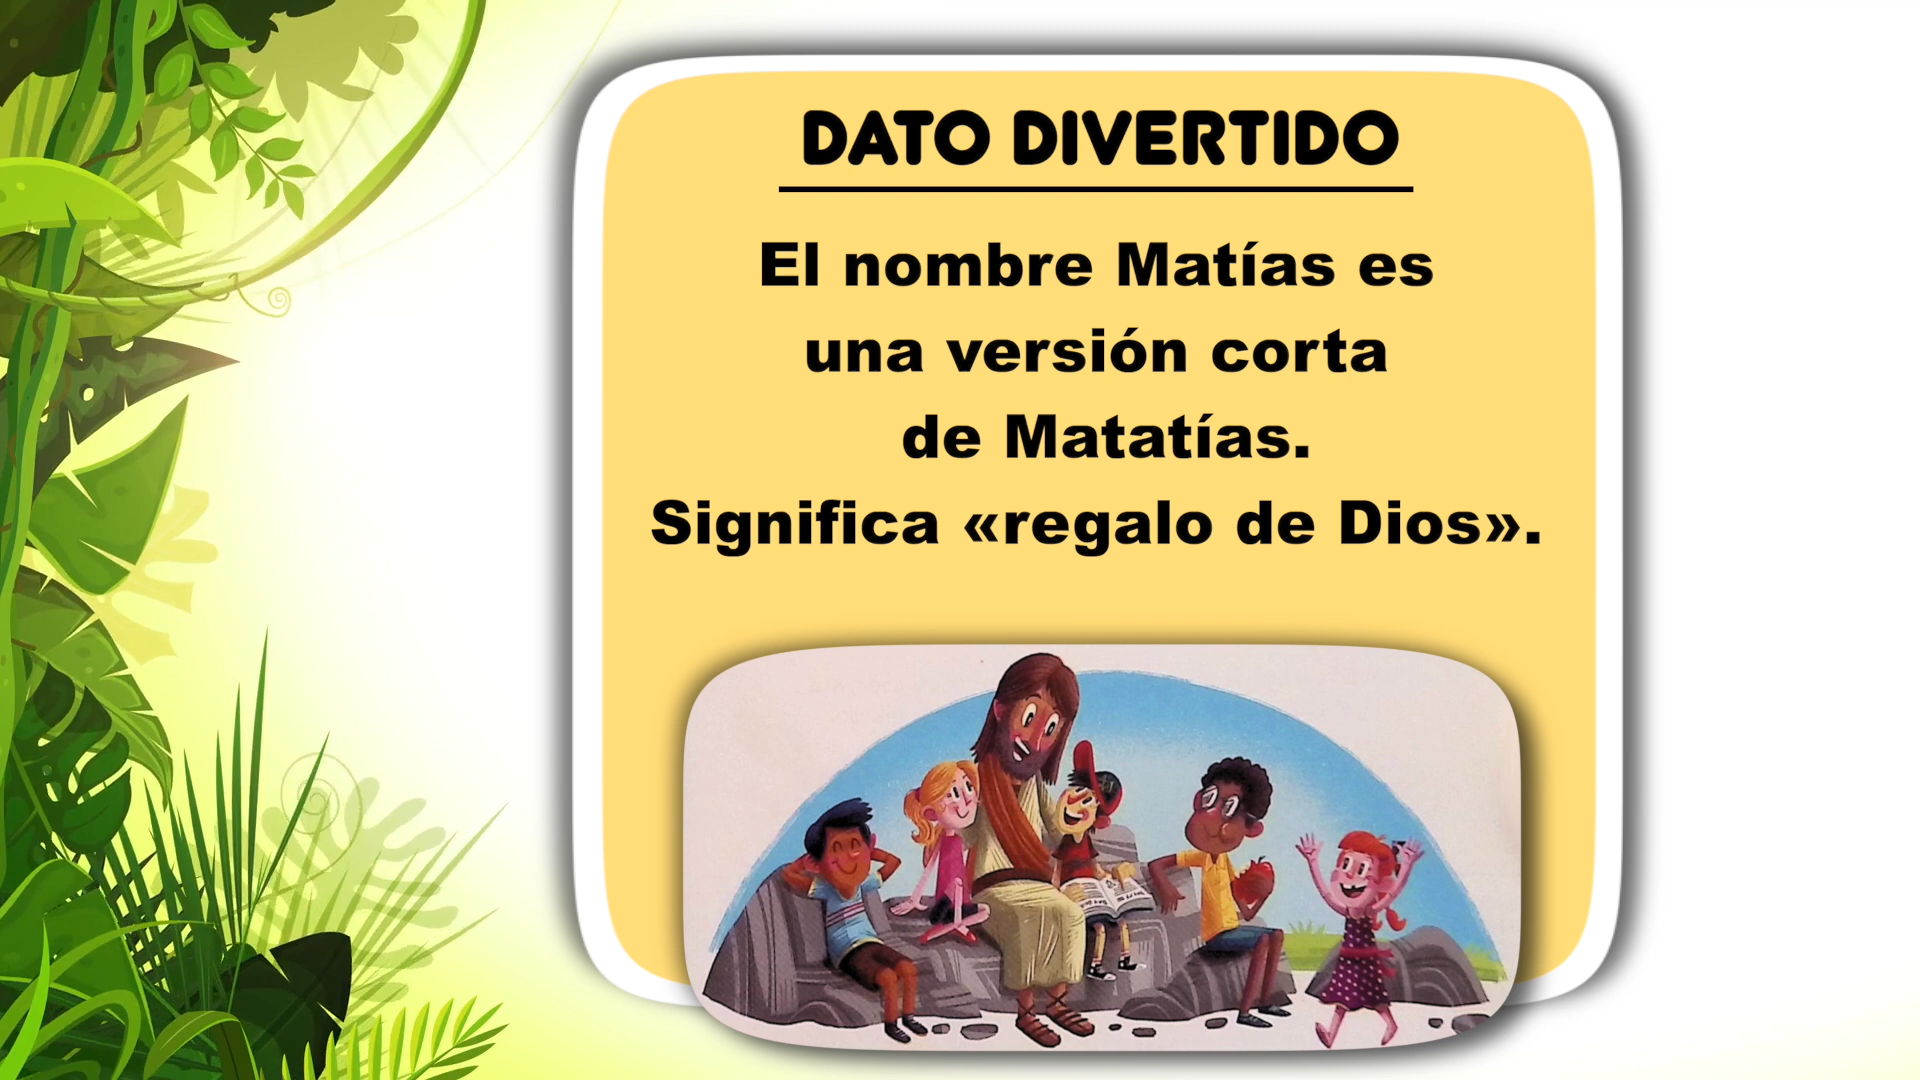 DATO DIVERTIDO
El nombre Matías es
una versión corta
de Matatías.
Significa «regalo de Dios».